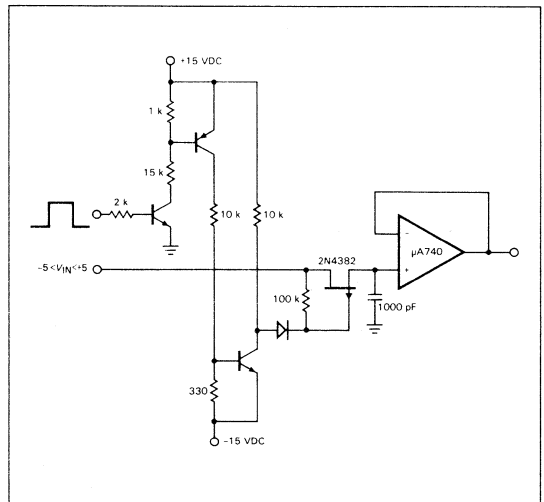 +15 VDC
1 k
15 k
2 k
10 k
10 k
-5<VIN<+5
2N4382
100 k
1000 pF
-
+
µA740
330
-15 VDC